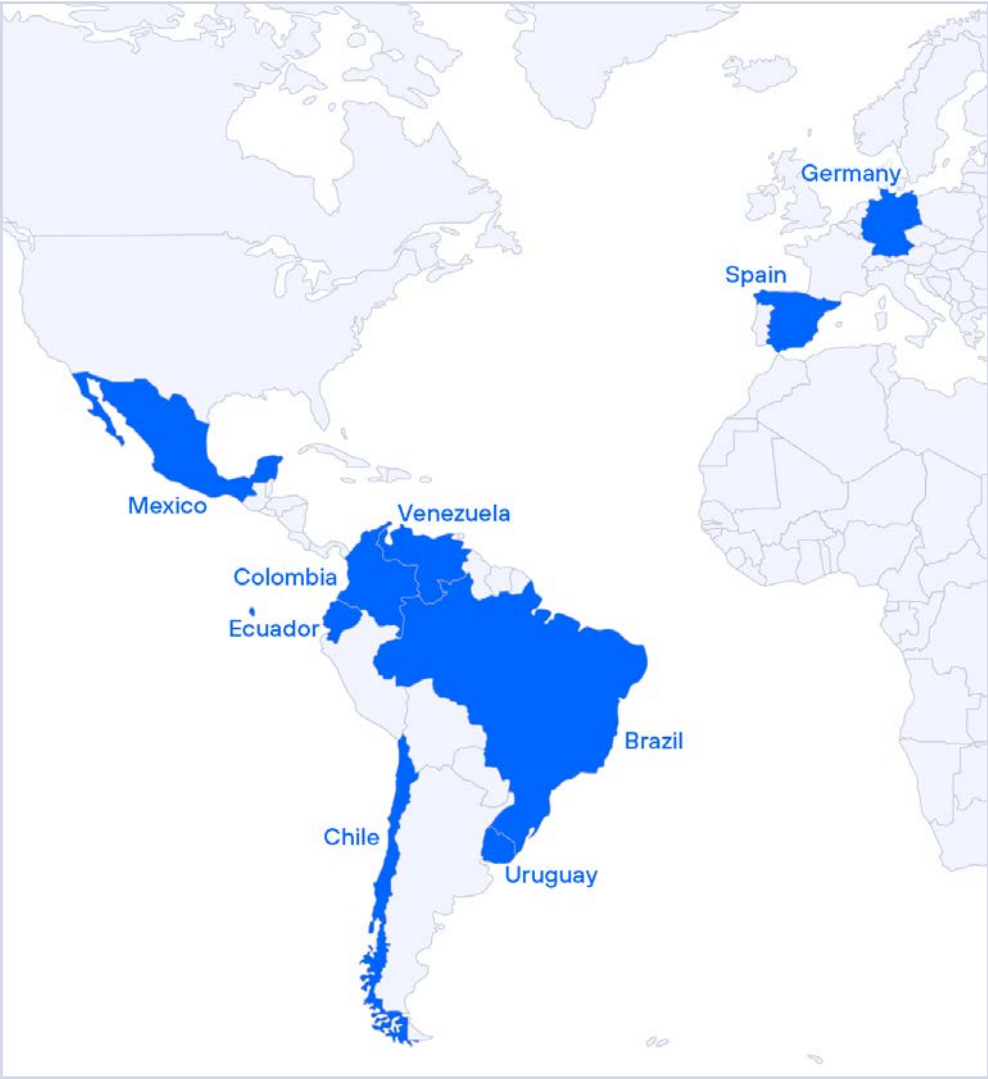 Germany
Spain
Mexico
Venezuela
Colombia
Ecuador
Brazil
Chile
Uruguay